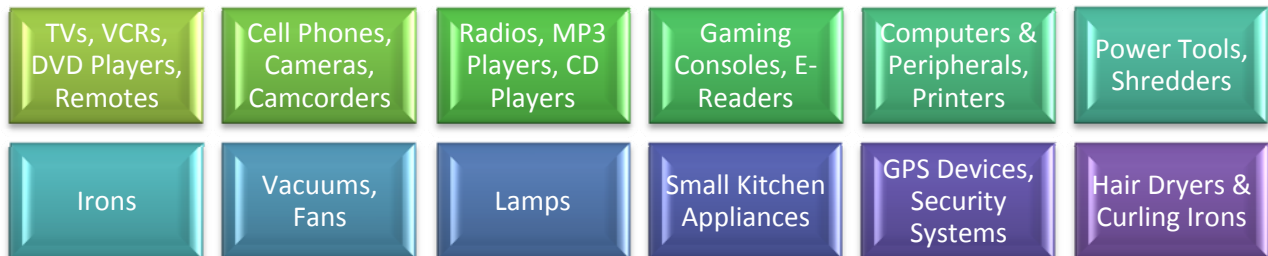 TVs, VCRs,
DVD Players,
Remotes
Cell Phones,
Cameras,
Camcorders
Radios, MP3
Players, CD
Players
Gaming
Consoles, E-
Readers
Computers &
Peripherals,
Printers
Power Tools,
Shredders
Irons
Vacuums,
Fans
Lamps
Small Kitchen
Appliances
GPS Devices,
Security
Systems
Hair Dryers &
Curling Irons